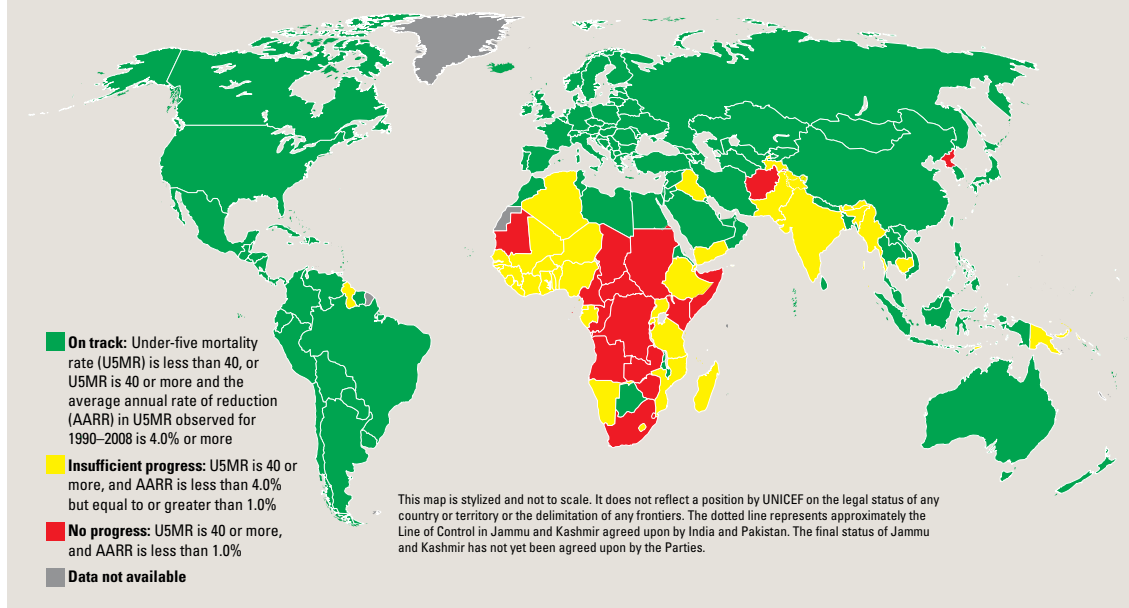 On track: Under-five mortality
rate (U5MR) is less than 40, or
U5MR is 40 or more and the
average annual rate of reduction
(AARR) in U5MR observed for
1990–2008 is 4.0% or more
Insufficient progress: U5MR is 40 or
more, and AARR is less than 4.0%
but equal to or greater than 1.0%
No progress: U5MR is 40 or more,
and AARR is less than 1.0%
Data not available
This map is stylized and not to scale. It does not reflect a position by UNICEF on the legal status of any
country or territory or the delimitation of any frontiers. The dotted line represents approximately the
Line of Control in Jammu and Kashmir agreed upon by India and Pakistan. The final status of Jammu
and Kashmir has not yet been agreed upon by the Parties.